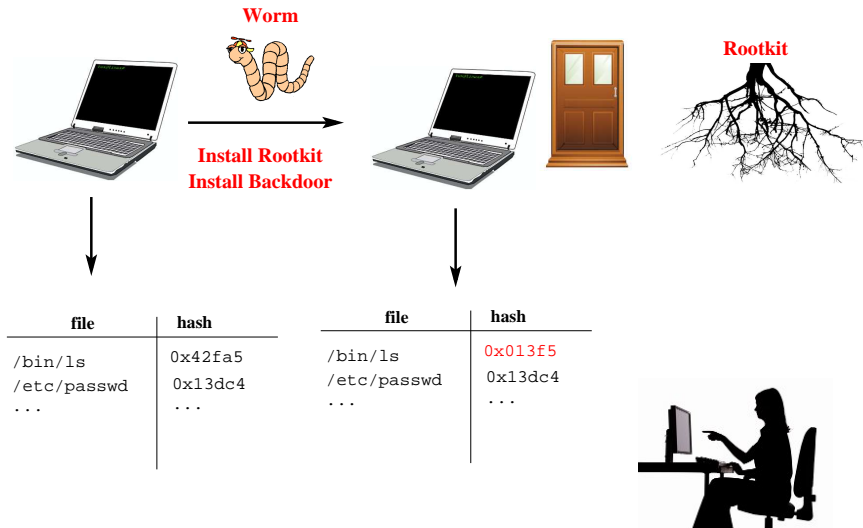 Worm
Rootkit
Install Rootkit
Install Backdoor
file hash
/bin/ls 0x42fa5
/etc/passwd 0x13dc4
... ...
file hash
/bin/ls 0x013f5
/etc/passwd 0x13dc4
... ...